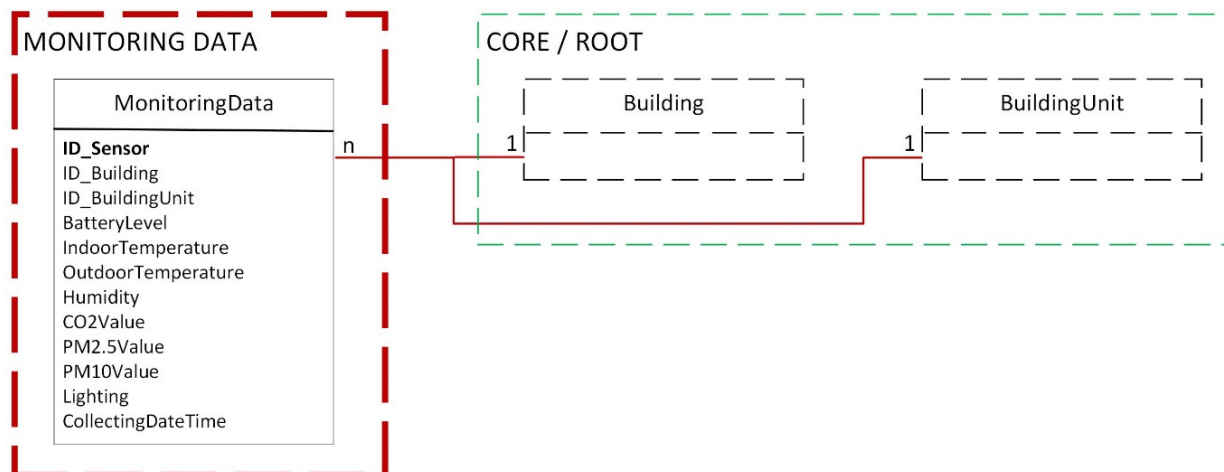 MONITORING DATA
MonitoringData
ID_Sensor
ID_Building
ID_BuildingUnit
BatteryLevel
IndoorTemperature
OutdoorTemperature
Humidity
CO2Value
PM2.5Value
PM10Value
Lighting
CollectingDateTime
n
CORE / ROOT
Building
1
BuildingUnit
1